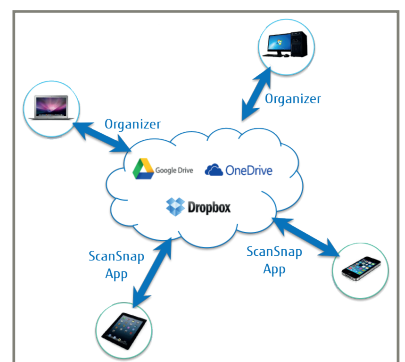 Organizer
Organizer
Google Drive
OneDrive
Dropbox
ScanSnap
App
ScanSnap
App